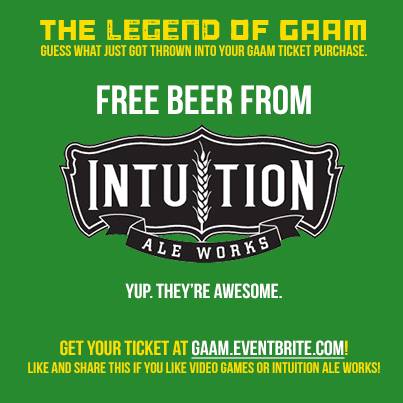 THE LEGEND OF GAAM
GUESS WHAT JUST GOT THROWN INTO YOUR GAAM TICKET PURCHASE.
FREE BEER FROM
INTUITION
ALE WORKS
YUP. THEY'RE AWESOME.
GET YOUR TICKET AT GAAM.EVENTBRITE.COM!
LIKE AND SHARE THIS IF YOU LIKE VIDEO GAMES OR INTUITION ALE WORKS!